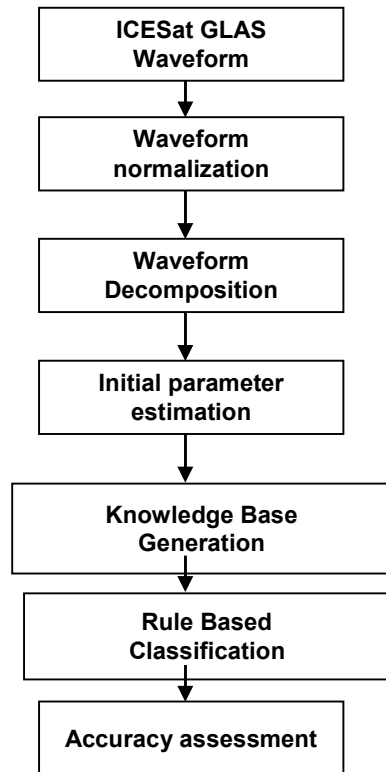 ICESat GLAS
Waveform
Waveform
normalization
Waveform
Decomposition
Initial parameter
estimation
Knowledge Base
Generation
Rule Based
Classification
Accuracy assessment